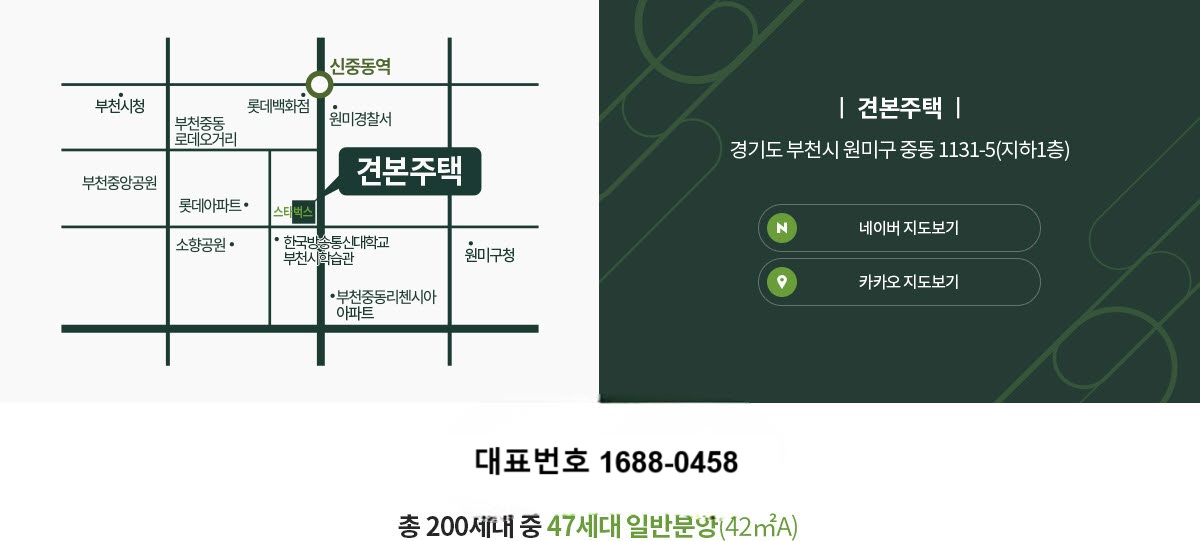 신중동역
부천시청
롯데백화점
원미경찰서
부천중동
로데오거리
견본주택
부천중앙공원
롯데아파트
스타벅스
소향공원
한국방송통신대학교
부천시학습관
원미구청
부천중동리첸시아
아파트
| 견본주택 |
경기도 부천시 원미구 중동 1131-5(지하1층)
N 네이버 지도보기
카카오 지도보기
대표번호 1688-0458
총 200세대 중 47세대 일반분양(42㎡A)